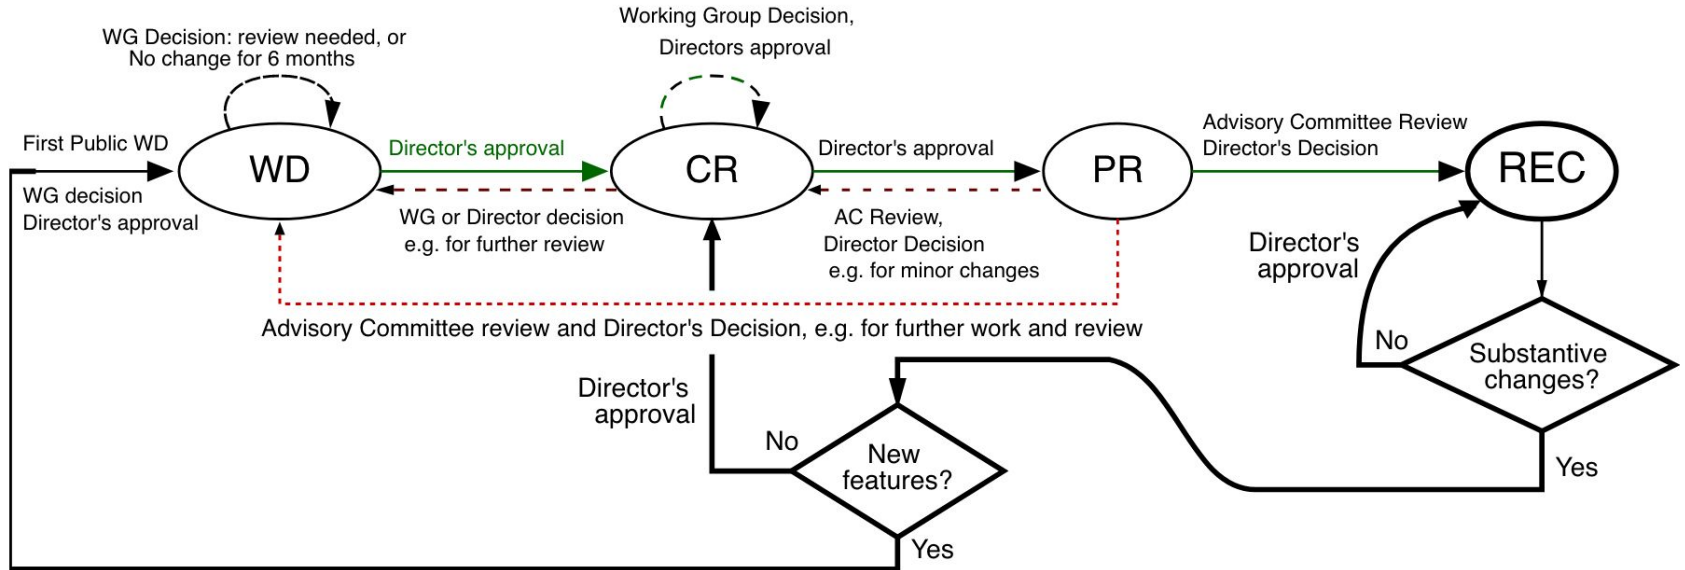 Working Group Decision,
Directors approval
WG Decision: review needed, or
No change for 6 months
First Public WD
WG decision
Director's approval
WD
Director's approval
WG or Director decision
e.g. for further review
CR
Director's approval
AC Review,
Director Decision
e.g. for minor changes
PR
Advisory Committee Review
Director's Decision
REC
Director's
approval
No
Substantive
changes?
Yes
Advisory Committee review and Director's Decision, e.g. for further work and review
Director's
approval
No
New
features?
Yes